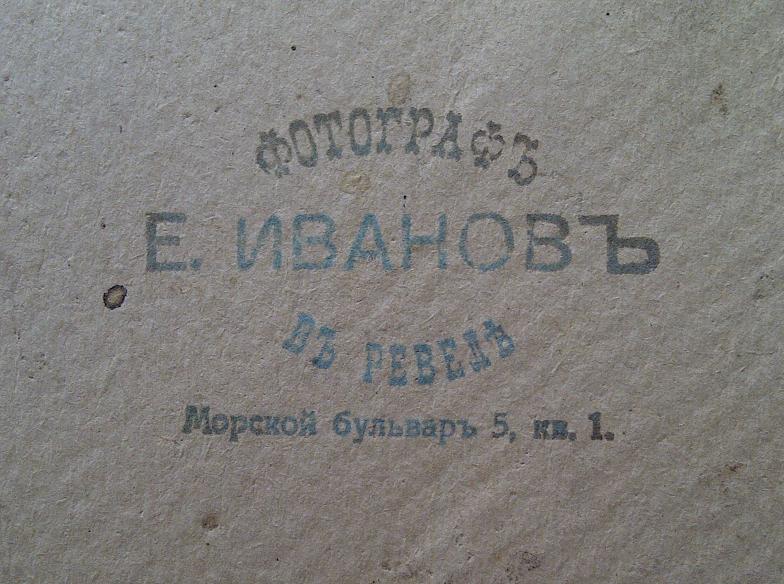 ФОТОГРАФЪ
Е. ИВАНОВЪ
ВЪ РЕВЕЛѢ
Морской бульваръ 5, кв. 1.